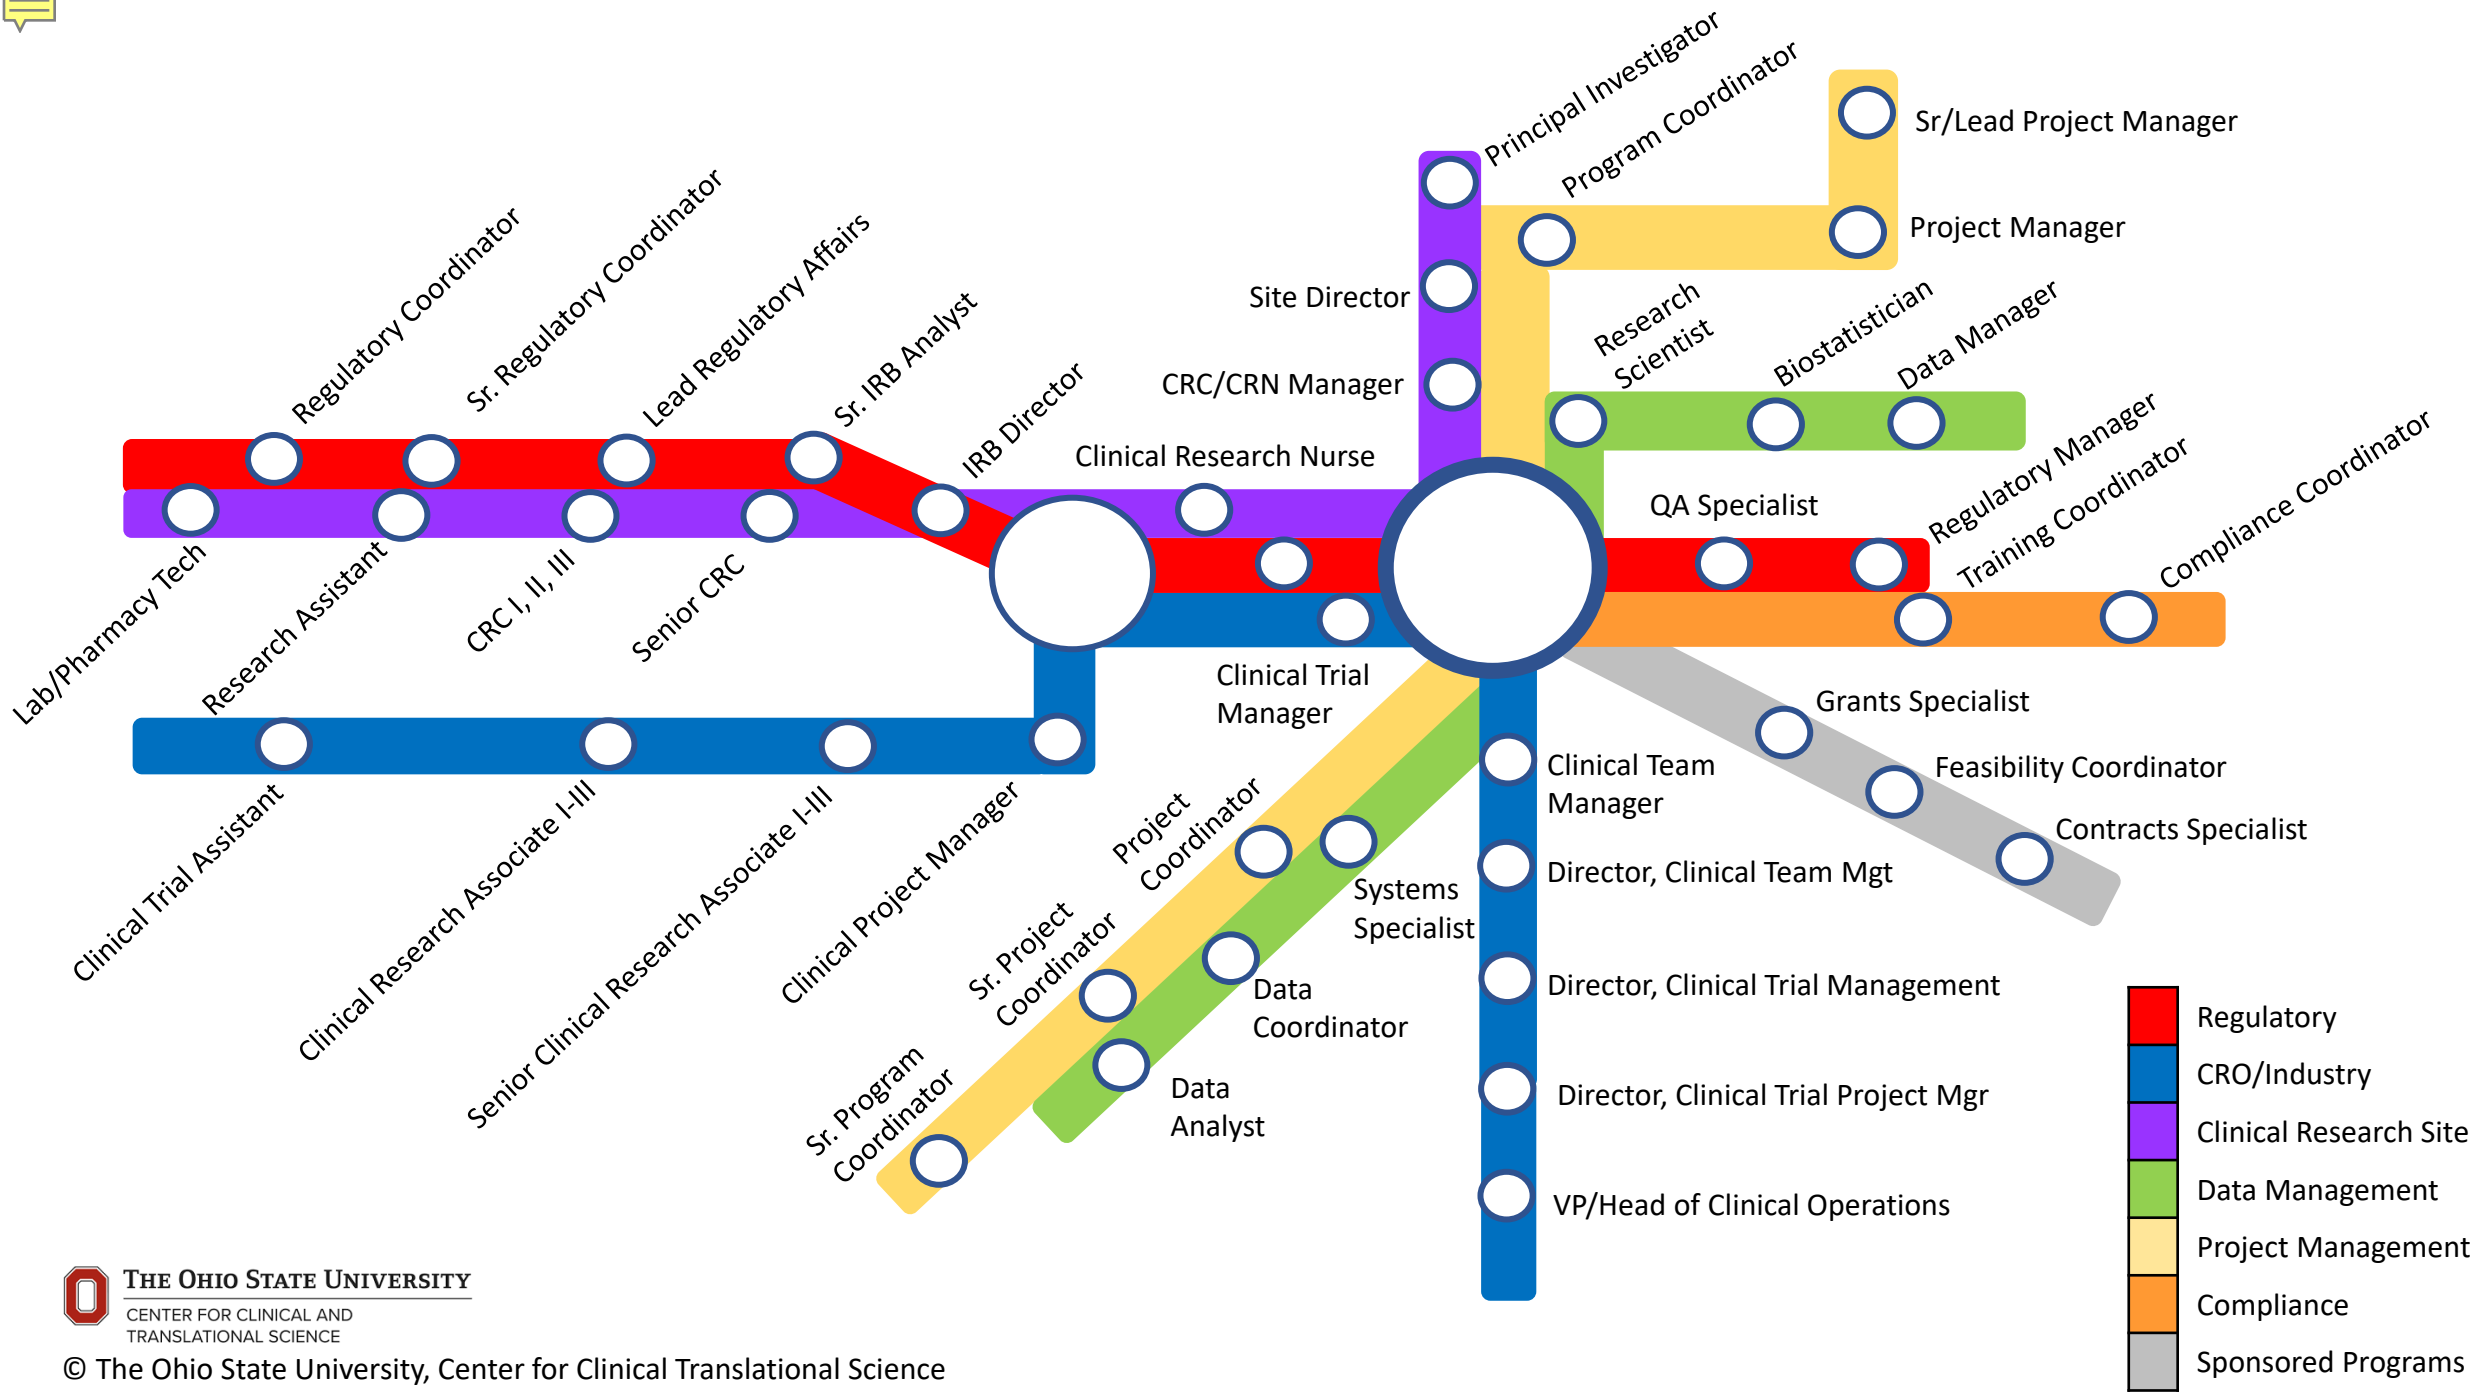 Principal Investigator
Program Coordinator
Sr/Lead Project Manager
Project Manager
Regulatory Coordinator
Sr. Regulatory Coordinator
Lead Regulatory Affairs
Sr. IRB Analyst
IRB Director
Site Director
CRC/CRN Manager
Clinical Research Nurse
Research
Scientist
Biostatistician
Data Manager
QA Specialist
Regulatory Manager
Training Coordinator
Compliance Coordinator
Lab/Pharmacy Tech
Research Assistant
CRC I, II, III
Senior CRC
Clinical Trial
Manager
Grants Specialist
Feasibility Coordinator
Contracts Specialist
Clinical Trial Assistant
Clinical Research Associate I-III
Senior Clinical Research Associate I-III
Clinical Project Manager
Project
Coordinator
Sr. Project
Coordinator
Sr. Program
Coordinator
Systems
Specialist
Data
Coordinator
Data
Analyst
Clinical Team
Manager
Director, Clinical Team Mgt
Director, Clinical Trial Management
Director, Clinical Trial Project Mgr
VP/Head of Clinical Operations
Regulatory
CRO/Industry
Clinical Research Site
Data Management
Project Management
Compliance
Sponsored Programs
THE OHIO STATE UNIVERSITY
CENTER FOR CLINICAL AND
TRANSLATIONAL SCIENCE
© The Ohio State University, Center for Clinical Translational Science